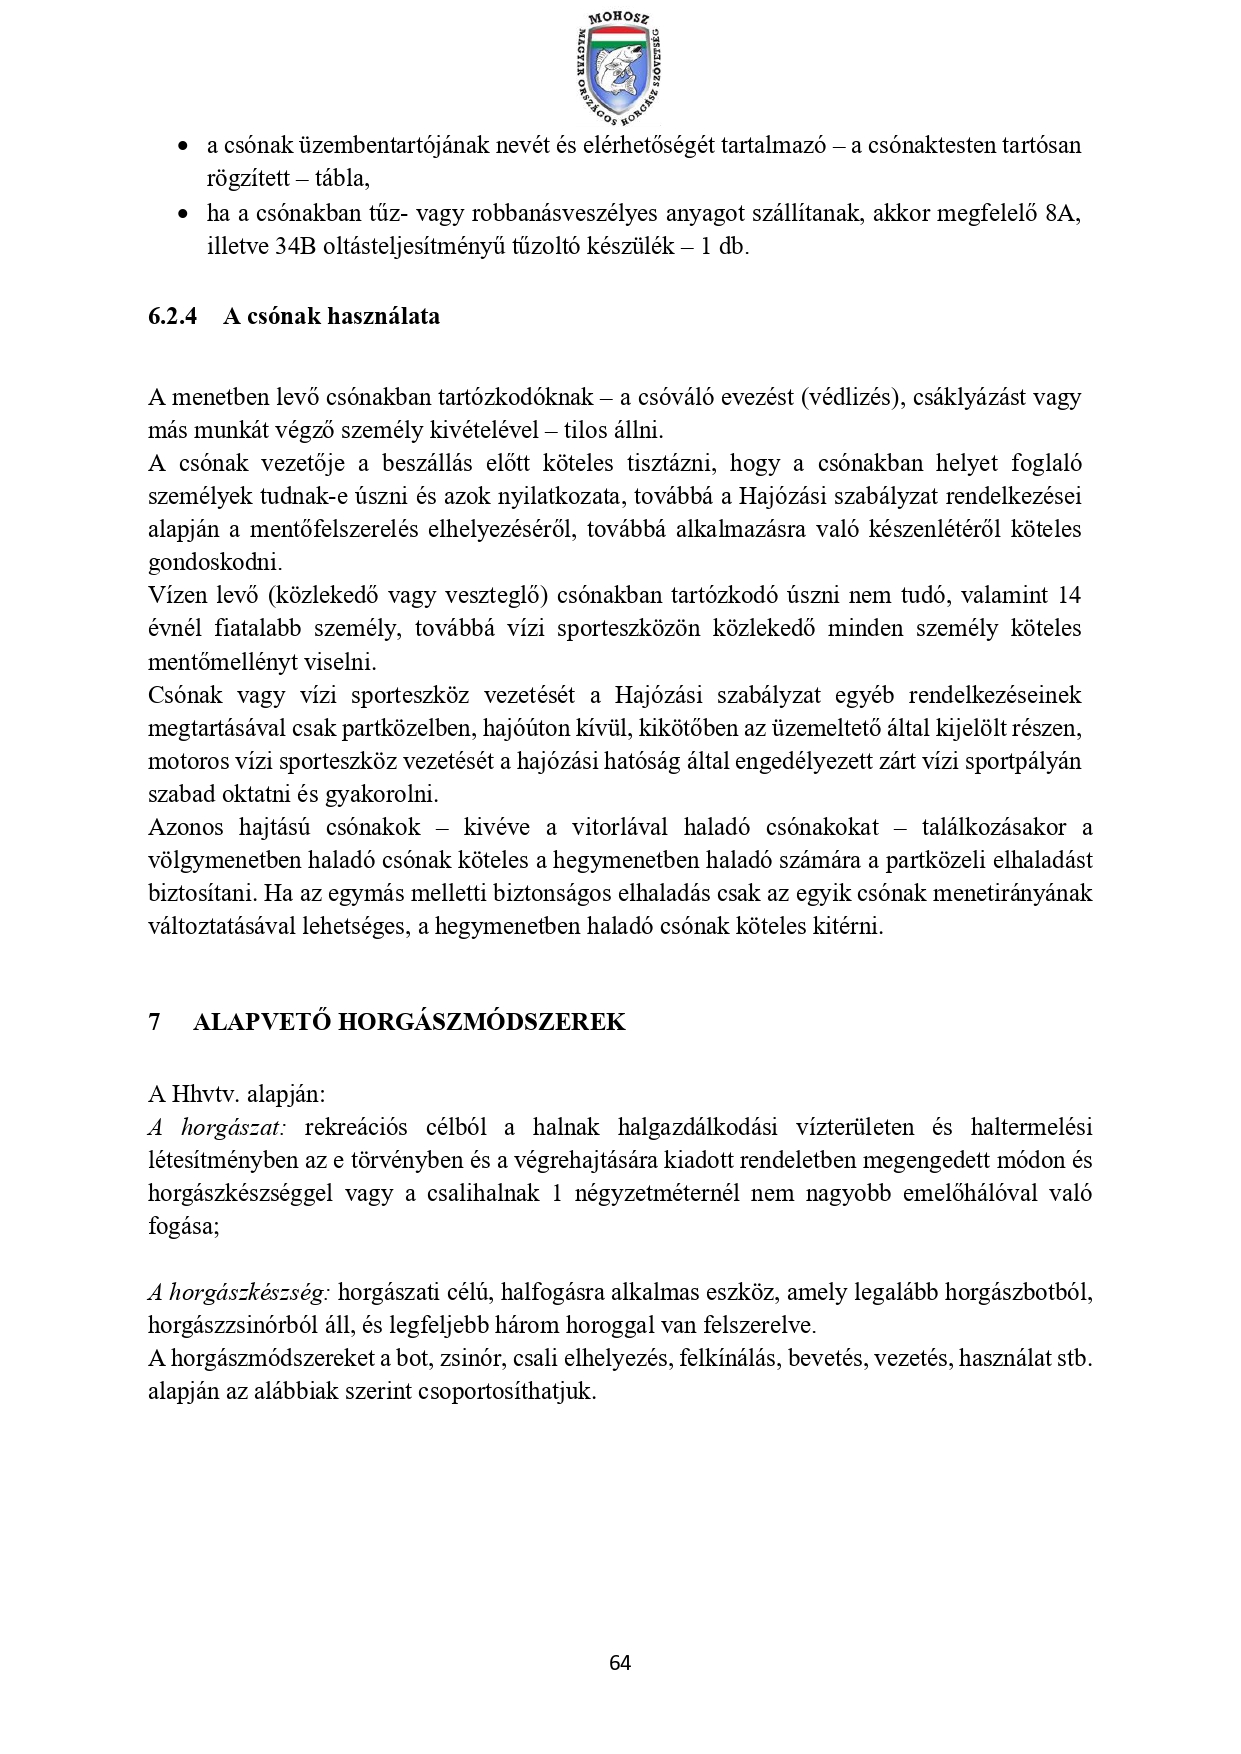 MOHOSZ
MAGYAR ORSZÁGOS HORGÁSZ SZÖVETSÉG
• a csónak üzembentartójának nevét és elérhetőségét tartalmazó – a csónaktesten tartósan
rögzített – tábla,
• ha a csónakban tűz- vagy robbanásveszélyes anyagot szállítanak, akkor megfelelő 8A,
illetve 34B oltásteljesítményű tűzoltó készülék – 1 db.
6.2.4 A csónak használata
A menetben levő csónakban tartózkodóknak – a csóváló evezést (védlizés), csáklyázást vagy
más munkát végző személy kivételével – tilos állni.
A csónak vezetője a beszállás előtt köteles tisztázni, hogy a csónakban helyet foglaló
személyek tudnak-e úszni és azok nyilatkozata, továbbá a Hajózási szabályzat rendelkezései
alapján a mentőfelszerelés elhelyezéséről, továbbá alkalmazásra való készenlétéről köteles
gondoskodni.
Vízen levő (közlekedő vagy veszteglő) csónakban tartózkodó úszni nem tudó, valamint 14
évnél fiatalabb személy, továbbá vízi sporteszközön közlekedő minden személy köteles
mentőmellényt viselni.
Csónak vagy vízi sporteszköz vezetését a Hajózási szabályzat egyéb rendelkezéseinek
megtartásával csak partközelben, hajóúton kívül, kikötőben az üzemeltető által kijelölt részen,
motoros vízi sporteszköz vezetését a hajózási hatóság által engedélyezett zárt vízi sportpályán
szabad oktatni és gyakorolni.
Azonos hajtású csónakok – kivéve a vitorlával haladó csónakokat – találkozásakor a
völgymenetben haladó csónak köteles a hegymenetben haladó számára a partközeli elhaladást
biztosítani. Ha az egymás melletti biztonságos elhaladás csak az egyik csónak menetirányának
változtatásával lehetséges, a hegymenetben haladó csónak köteles kitérni.
7 ALAPVETŐ HORGÁSZMÓDSZEREK
A Hhvtv. alapján:
A horgászat: rekreációs célból a halnak halgazdálkodási vízterületen és haltermelési
létesítményben az e törvényben és a végrehajtására kiadott rendeletben megengedett módon és
horgászkészséggel vagy a csalihalnak 1 négyzetméternél nem nagyobb emelőhálóval való
fogása;
A horgászkészség: horgászati célú, halfogásra alkalmas eszköz, amely legalább horgászbotból,
horgászzsinórból áll, és legfeljebb három horoggal van felszerelve.
A horgászmódszereket a bot, zsinór, csali elhelyezés, felkínálás, bevetés, vezetés, használat stb.
alapján az alábbiak szerint csoportosíthatjuk.
64